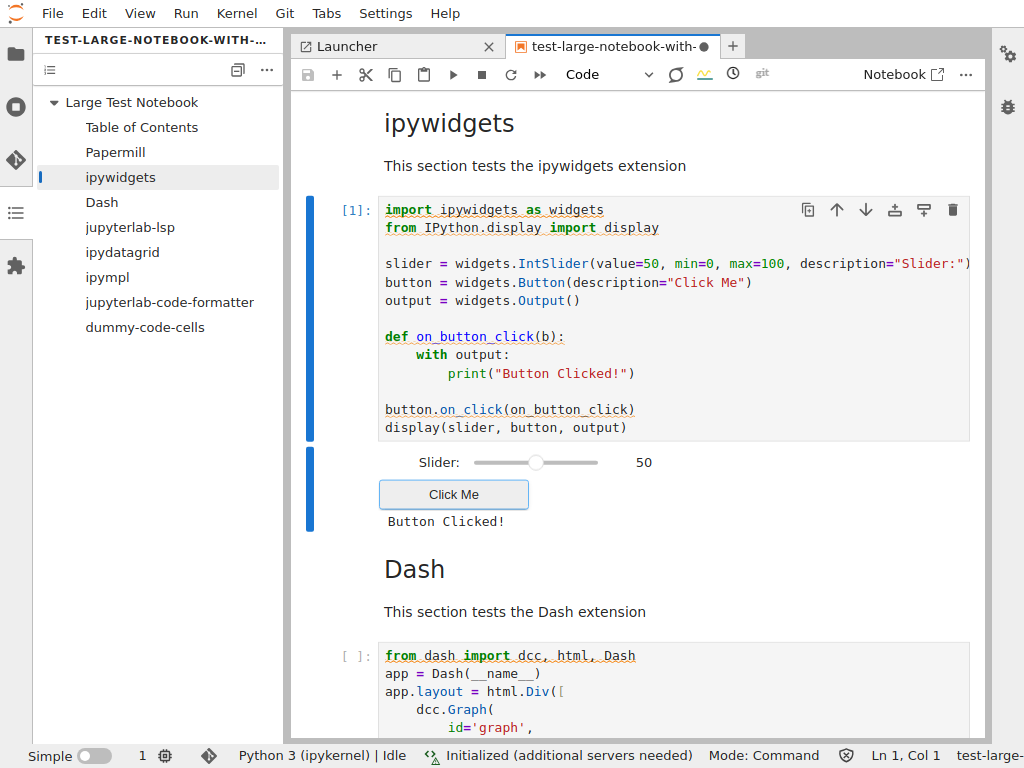 File Edit View Run Kernel Git Tabs Settings Help
TEST-LARGE-NOTEBOOK-WITH-...
Large Test Notebook
Table of Contents
Papermill
ipywidgets
Dash
jupyterlab-lsp
ipydatagrid
ipympl
jupyterlab-code-formatter
dummy-code-cells
Launcher
test-large-notebook-with-
Code
git
Notebook
ipywidgets
This section tests the ipywidgets extension
[1]:
import ipywidgets as widgets
from IPython.display import display
slider = widgets.IntSlider(value=50, min=0, max=100, description="Slider:")
button = widgets.Button(description="Click Me")
output = widgets.Output()
def on_button_click(b):
    with output:
        print("Button Clicked!")
button.on_click(on_button_click)
display(slider, button, output)
Slider: 50
Click Me
Button Clicked!
Dash
This section tests the Dash extension
[ ]:
from dash import dcc, html, Dash
app = Dash(__name__)
app.layout = html.Div([
    dcc.Graph(
        id='graph',
Simple 1 Python 3 (ipykernel) | Idle Initialized (additional servers needed) Mode: Command Ln 1, Col 1 test-large-